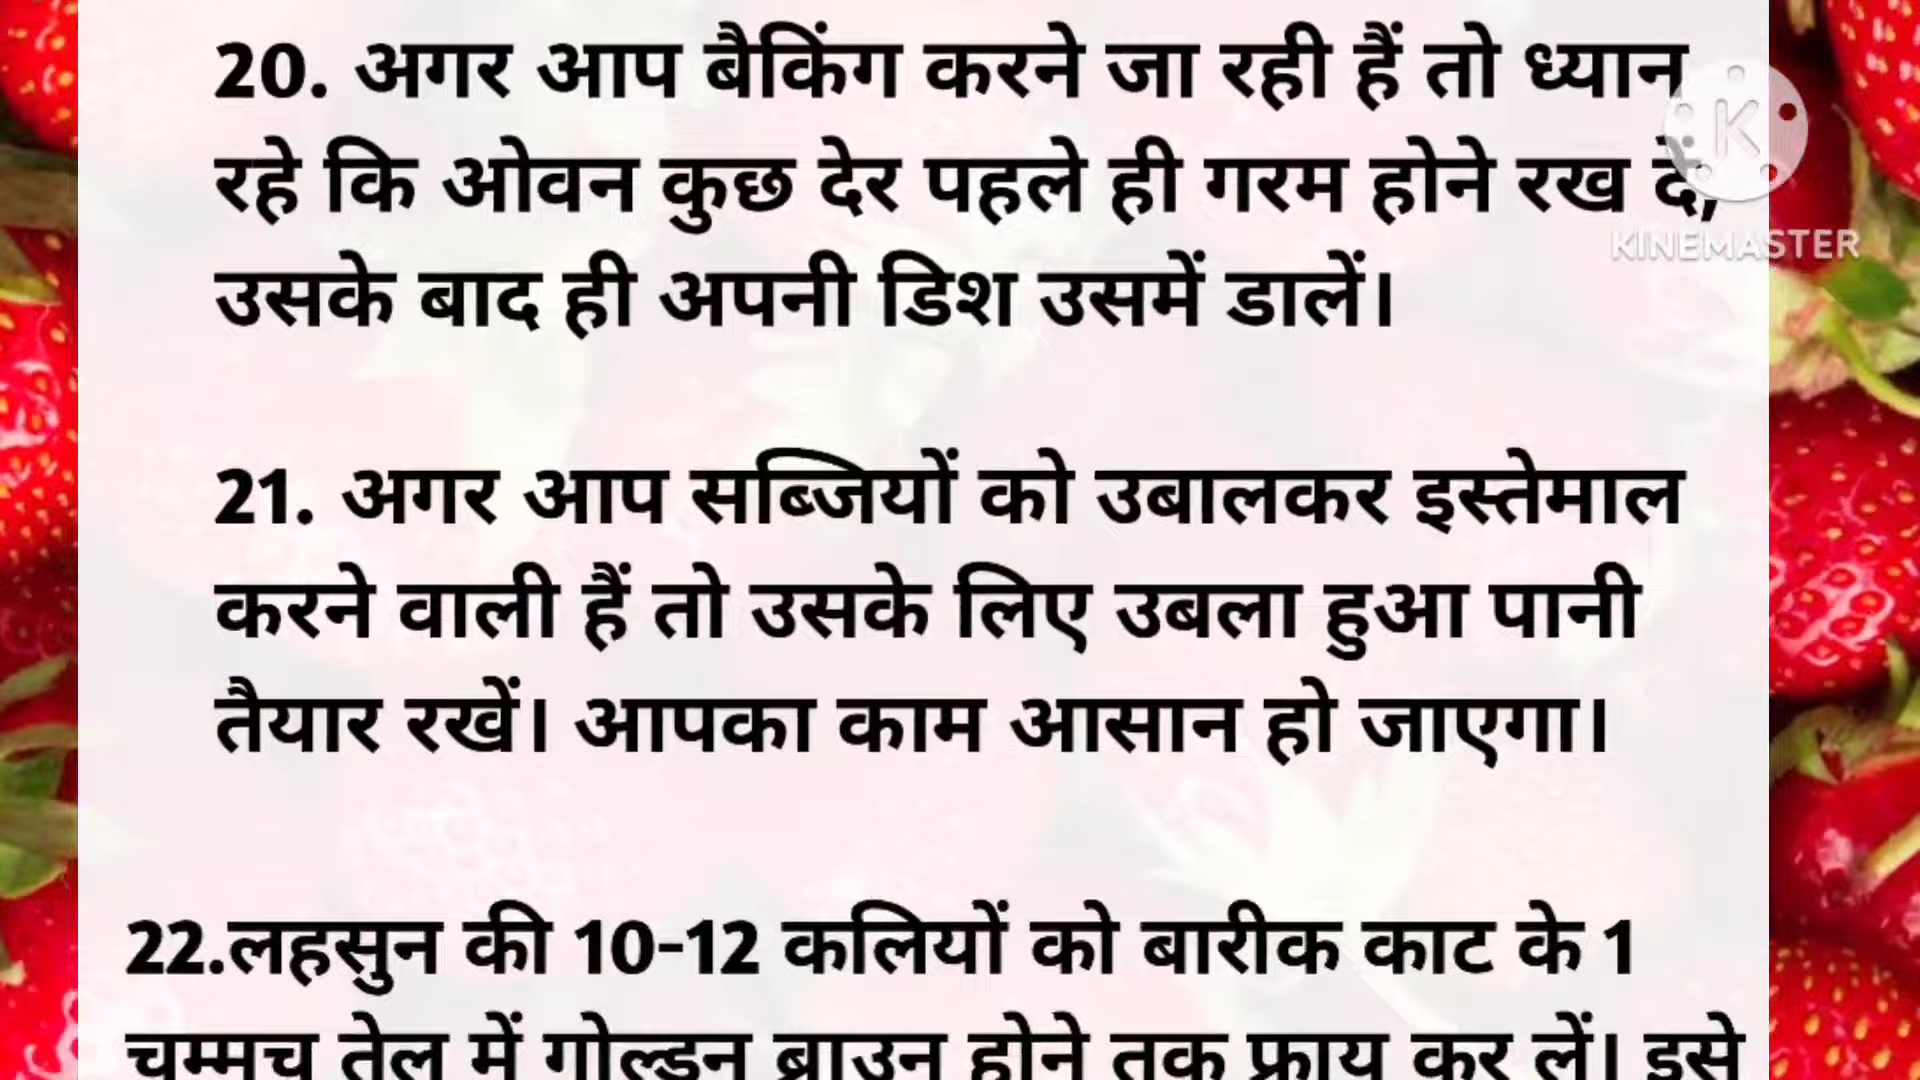 20. अगर आप बैकिंग करने जा रही हैं तो ध्यान
रहे कि ओवन कुछ देर पहले ही गरम होने रख दें,
उसके बाद ही अपनी डिश उसमें डालें।
21. अगर आप सब्जियों को उबालकर इस्तेमाल
करने वाली हैं तो उसके लिए उबला हुआ पानी
तैयार रखें। आपका काम आसान हो जाएगा।
22.लहसुन की 10-12 कलियों को बारीक काट के 1
चम्मच तेल में गोल्डन ब्राउन होने तक फ्राय कर लें। इसे
K
KINEMASTER